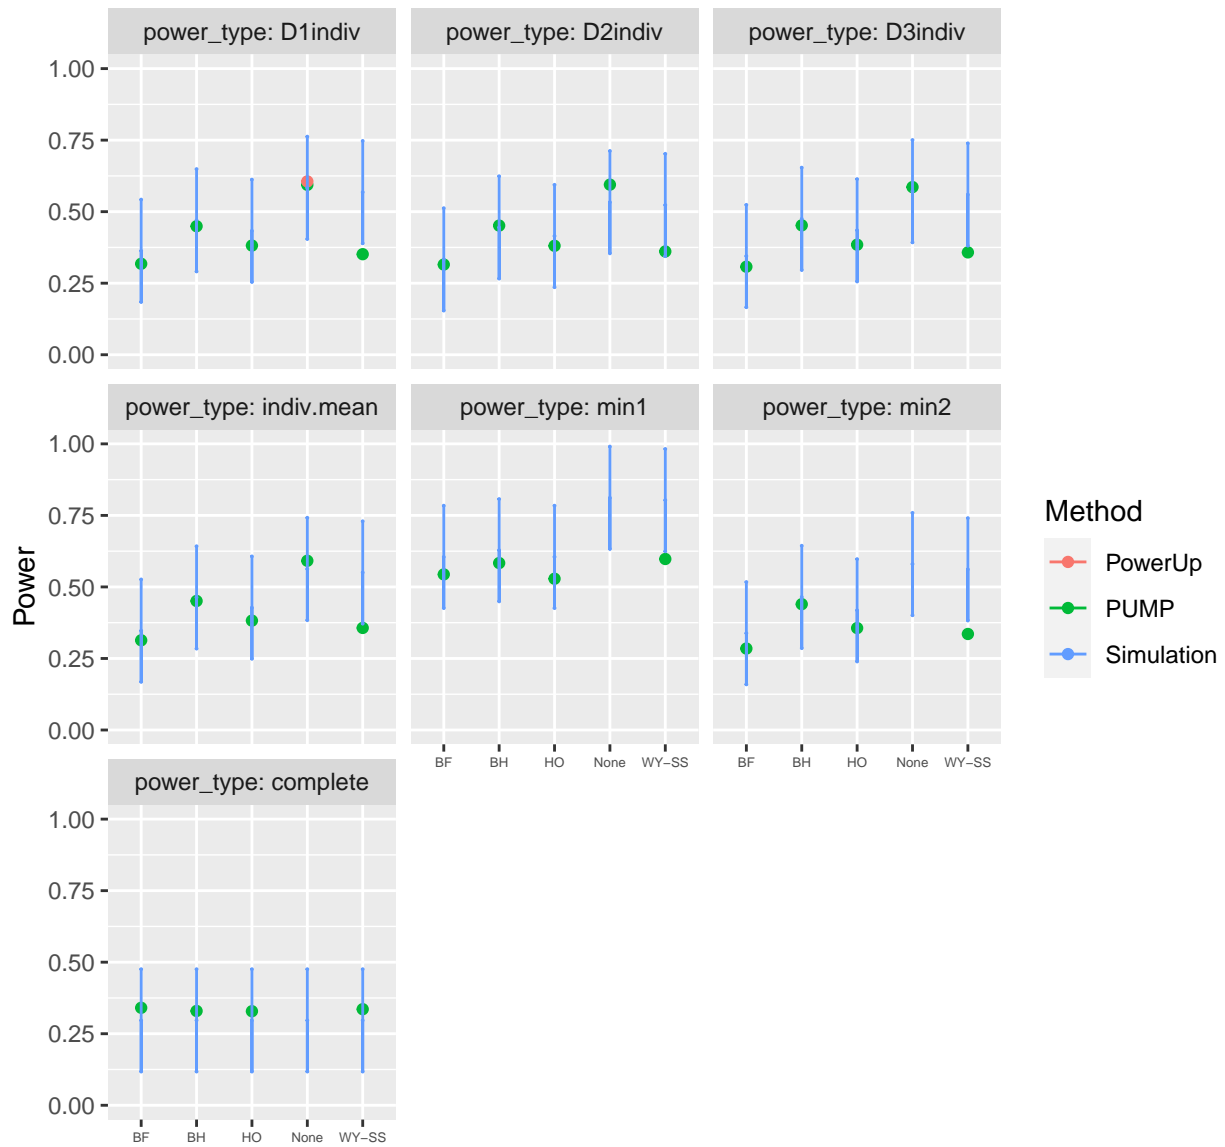 power_type: D1indiv power_type: D2indiv power_type: D3indiv
1.00
0.75
0.50
0.25
0.00
power_type: indiv.mean power_type: min1 power_type: min2
1.00
0.75
0.50
0.25
0.00
BF BH HO None WY-SS BF BH HO None WY-SS
power_type: complete
1.00
0.75
0.50
0.25
0.00
BF BH HO None WY-SS
Power
Method
PowerUp
PUMP
Simulation